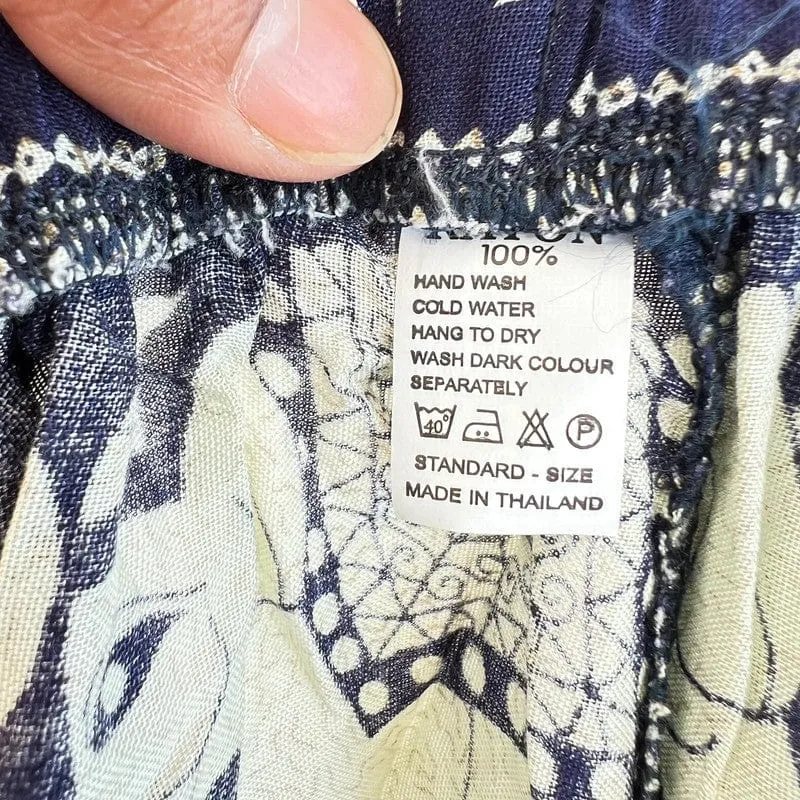 100%
HAND WASH
COLD WATER
HANG TO DRY
WASH DARK COLOUR
SEPARATELY
40°
P
STANDARD - SIZE
MADE IN THAILAND